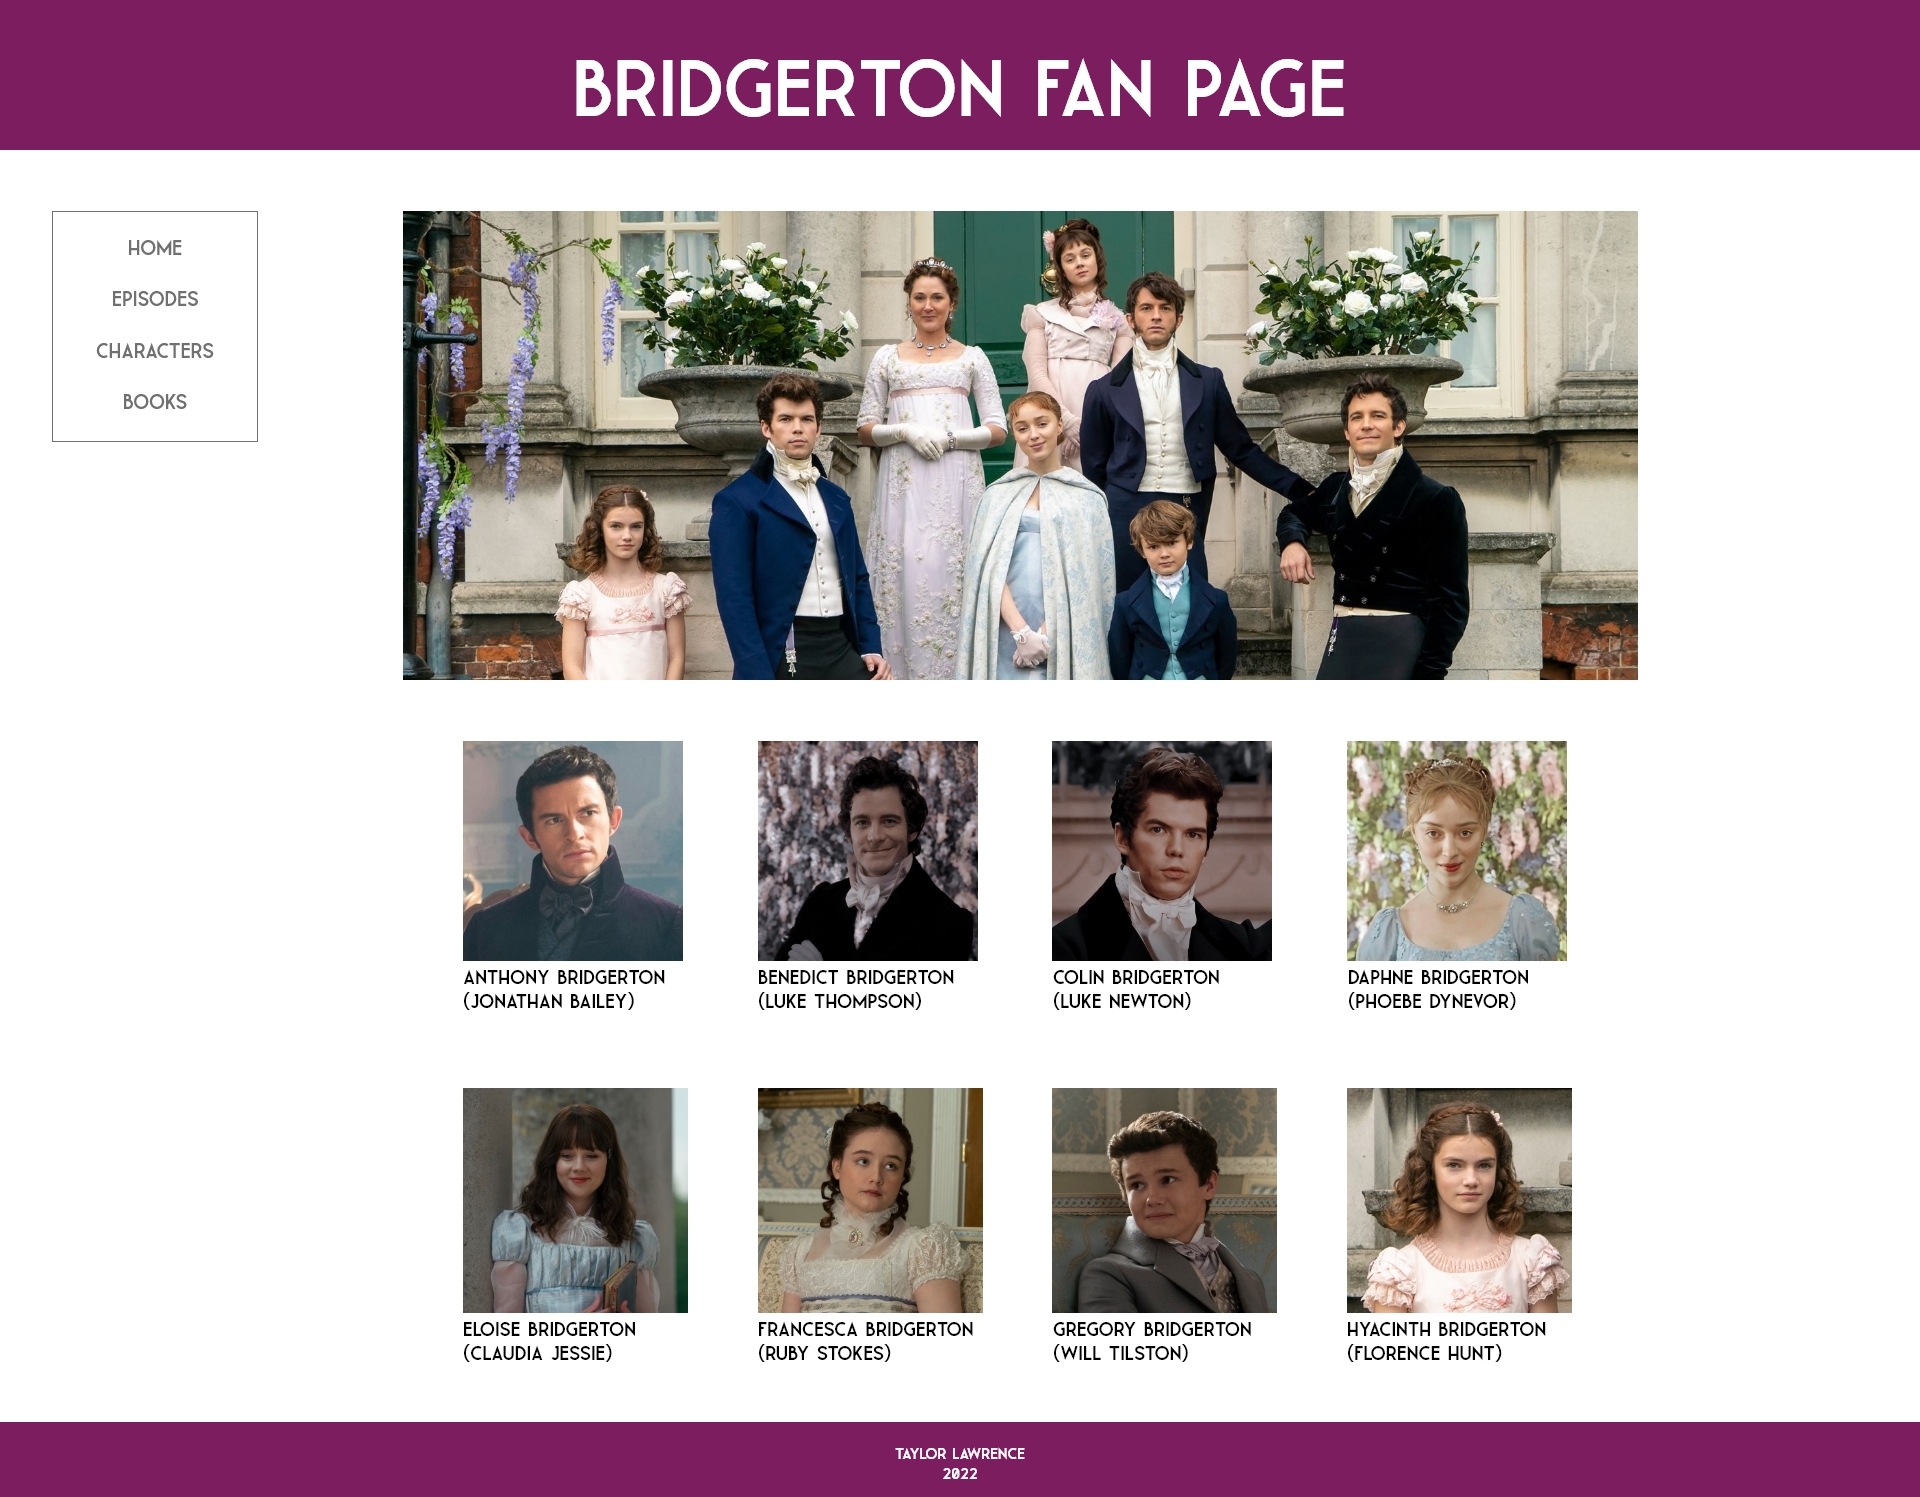 BRIDGERTON FAN PAGE
HOME
EPISODES
CHARACTERS
BOOKS
ANTHONY BRIDGERTON
(JONATHAN BAILEY)
BENEDICT BRIDGERTON
(LUKE THOMPSON)
COLIN BRIDGERTON
(LUKE NEWTON)
DAPHNE BRIDGERTON
(PHOEBE DYNEVOR)
ELOISE BRIDGERTON
(CLAUDIA JESSIE)
FRANCESCA BRIDGERTON
(RUBY STOKES)
GREGORY BRIDGERTON
(WILL TILSTON)
HYACINTH BRIDGERTON
(FLORENCE HUNT)
TAYLOR LAWRENCE
2022